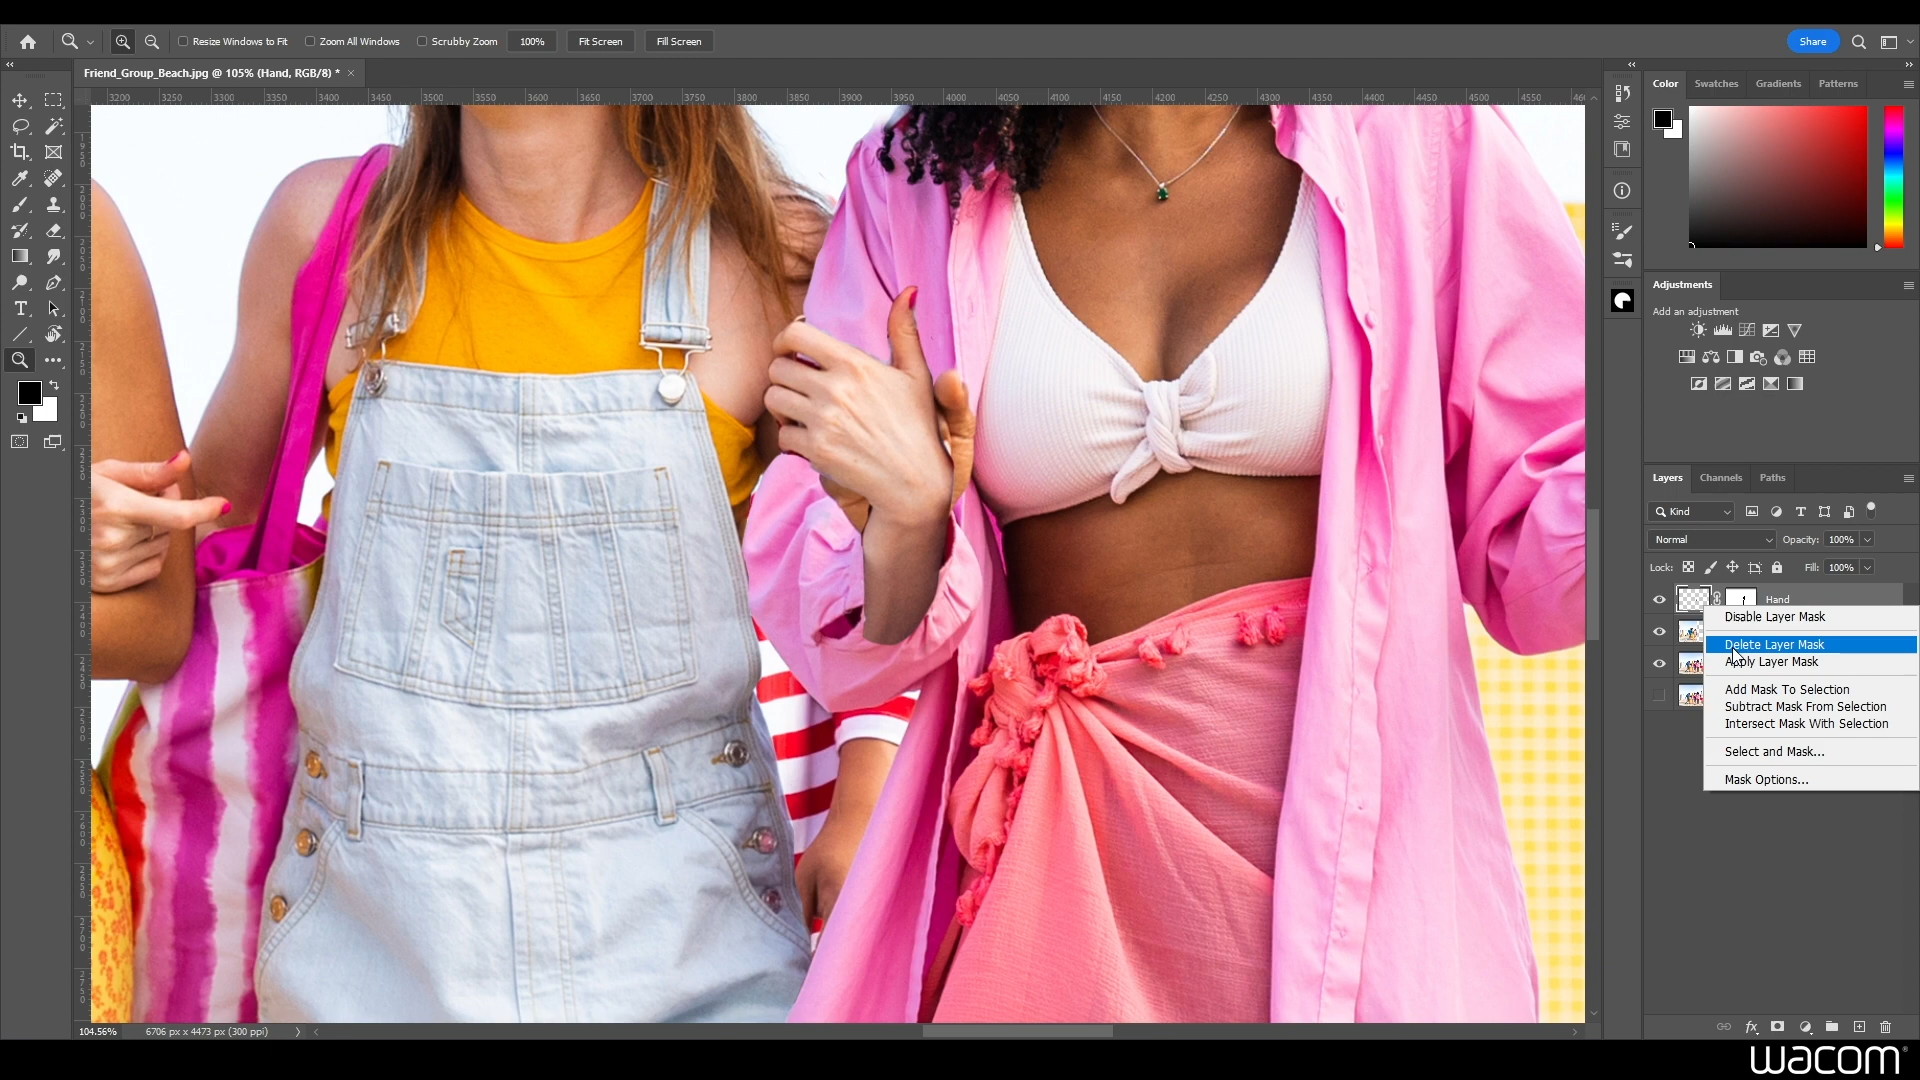 Resize Windows to Fit Zoom All Windows Scrubby Zoom 100% Fit Screen Fill Screen Share
Friend_Group_Beach.jpg @ 105% (Hand, RGB/8) * ×
3200 3250 3300 3350 3400 3450 3500 3550 3600 3650 3700 3750 3800 3850 3900 3950 4000 4050 4100 4150 4200 4250 4300 4350 4400 4450 4500 4550
Color Swatches Gradients Patterns
Adjustments
Add an adjustment
Layers Channels Paths
Kind
Normal Opacity: 100%
Lock: Fill: 100%
Hand
Disable Layer Mask
Delete Layer Mask
Apply Layer Mask
Add Mask To Selection
Subtract Mask From Selection
Intersect Mask With Selection
Select and Mask...
Mask Options...
104.56% 6706 px x 4473 px (300 ppi)
wacom®